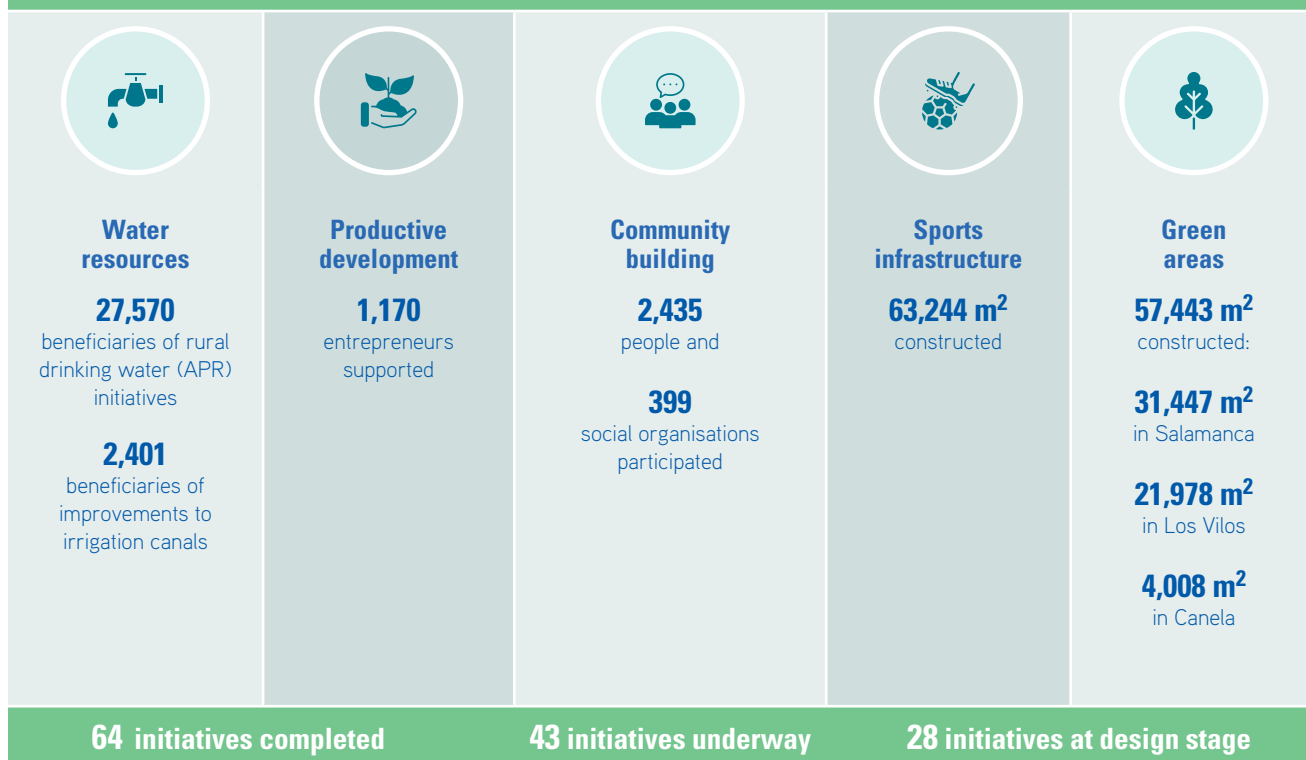 Water
resources
27,570
beneficiaries of rural
drinking water (APR)
initiatives
2,401
beneficiaries of
improvements to
irrigation canals
Productive
development
1,170
entrepreneurs
supported
Community
building
2,435
people and
399
social organisations
participated
Sports
infrastructure
63,244 m²
constructed
Green
areas
57,443 m²
constructed:
31,447 m²
in Salamanca
21,978 m²
in Los Vilos
4,008 m²
in Canela
64 initiatives completed
43 initiatives underway
28 initiatives at design stage